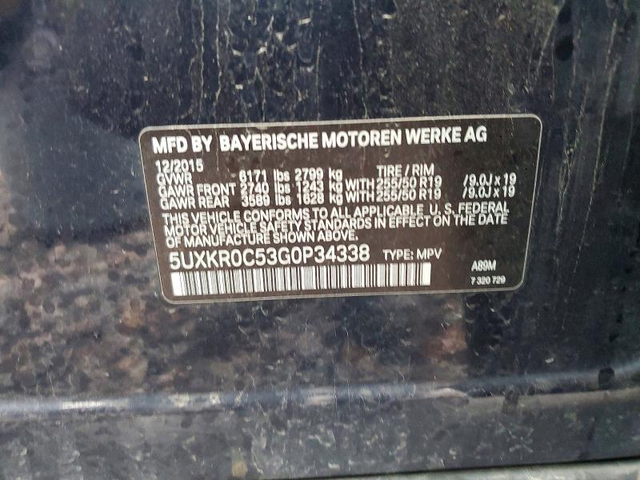 MFD BY BAYERISCHE MOTOREN WERKE AG
12/2015
GVWR 6171 lbs 2799 kg TIRE / RIM
GAWR FRONT 2740 lbs 1243 kg WITH 255/50 R19 /9.0J x 19
GAWR REAR 3589 lbs 1628 kg WITH 255/50 R19 /9.0J x 19
THIS VEHICLE CONFORMS TO ALL APPLICABLE U. S. FEDERAL
MOTOR VEHICLE SAFETY STANDARDS IN EFFECT ON THE DATE
OF MANUFACTURE SHOWN ABOVE.
5UXKR0C53G0P34338 TYPE: MPV
A89M
7 320 729